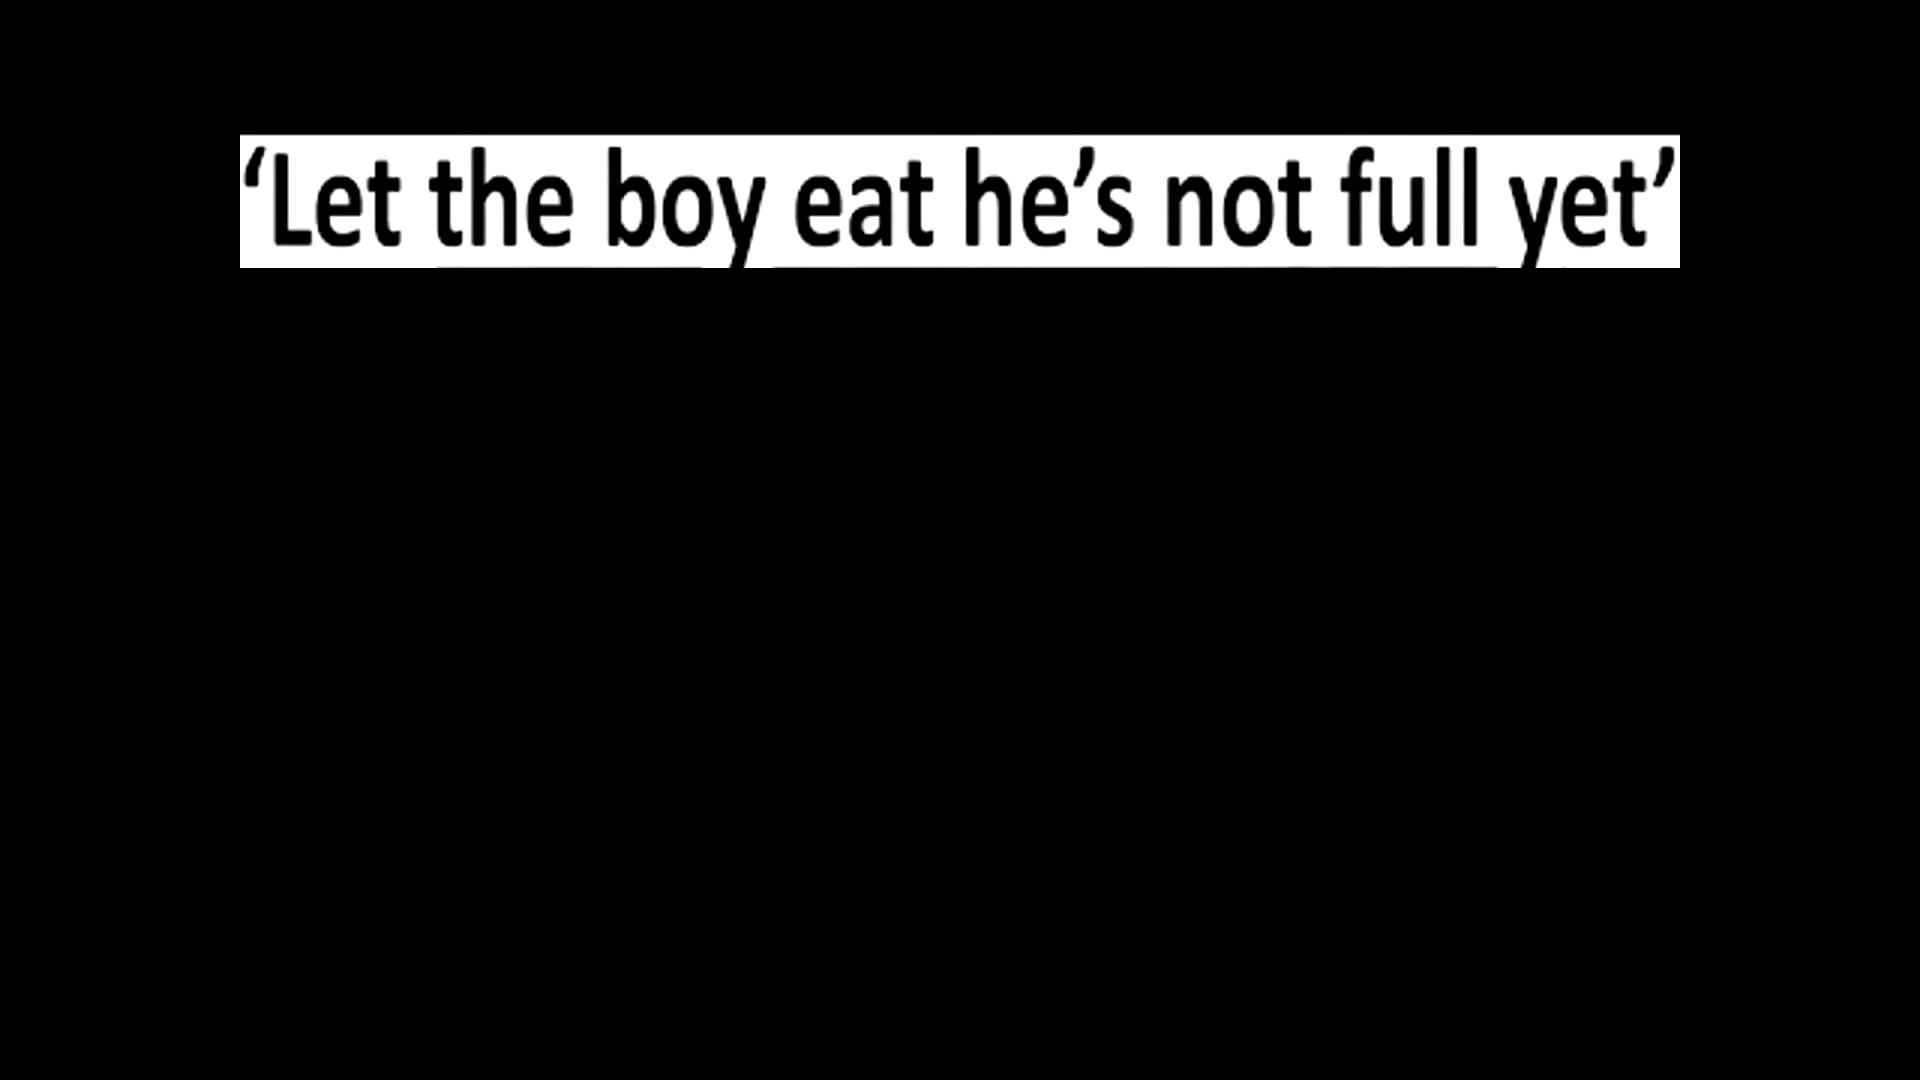 ‘Let the boy eat he’s not full yet’